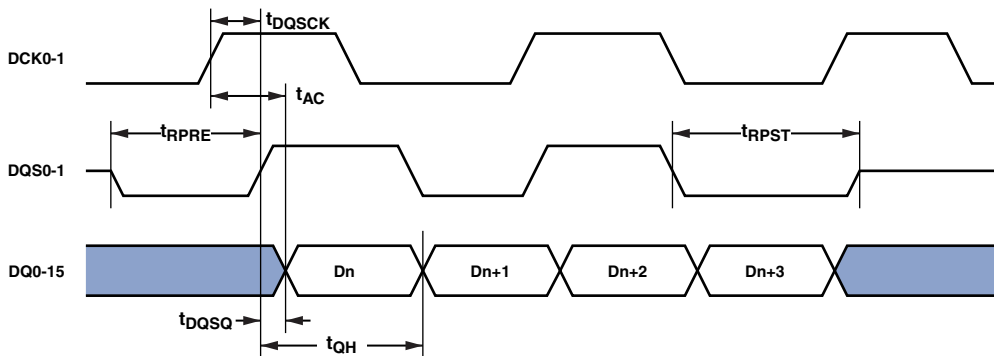 tDQSCK
DCK0-1
tAC
tRPRE
tRPST
DQS0-1
DQ0-15
Dn
Dn+1
Dn+2
Dn+3
tDQSQ
tQH